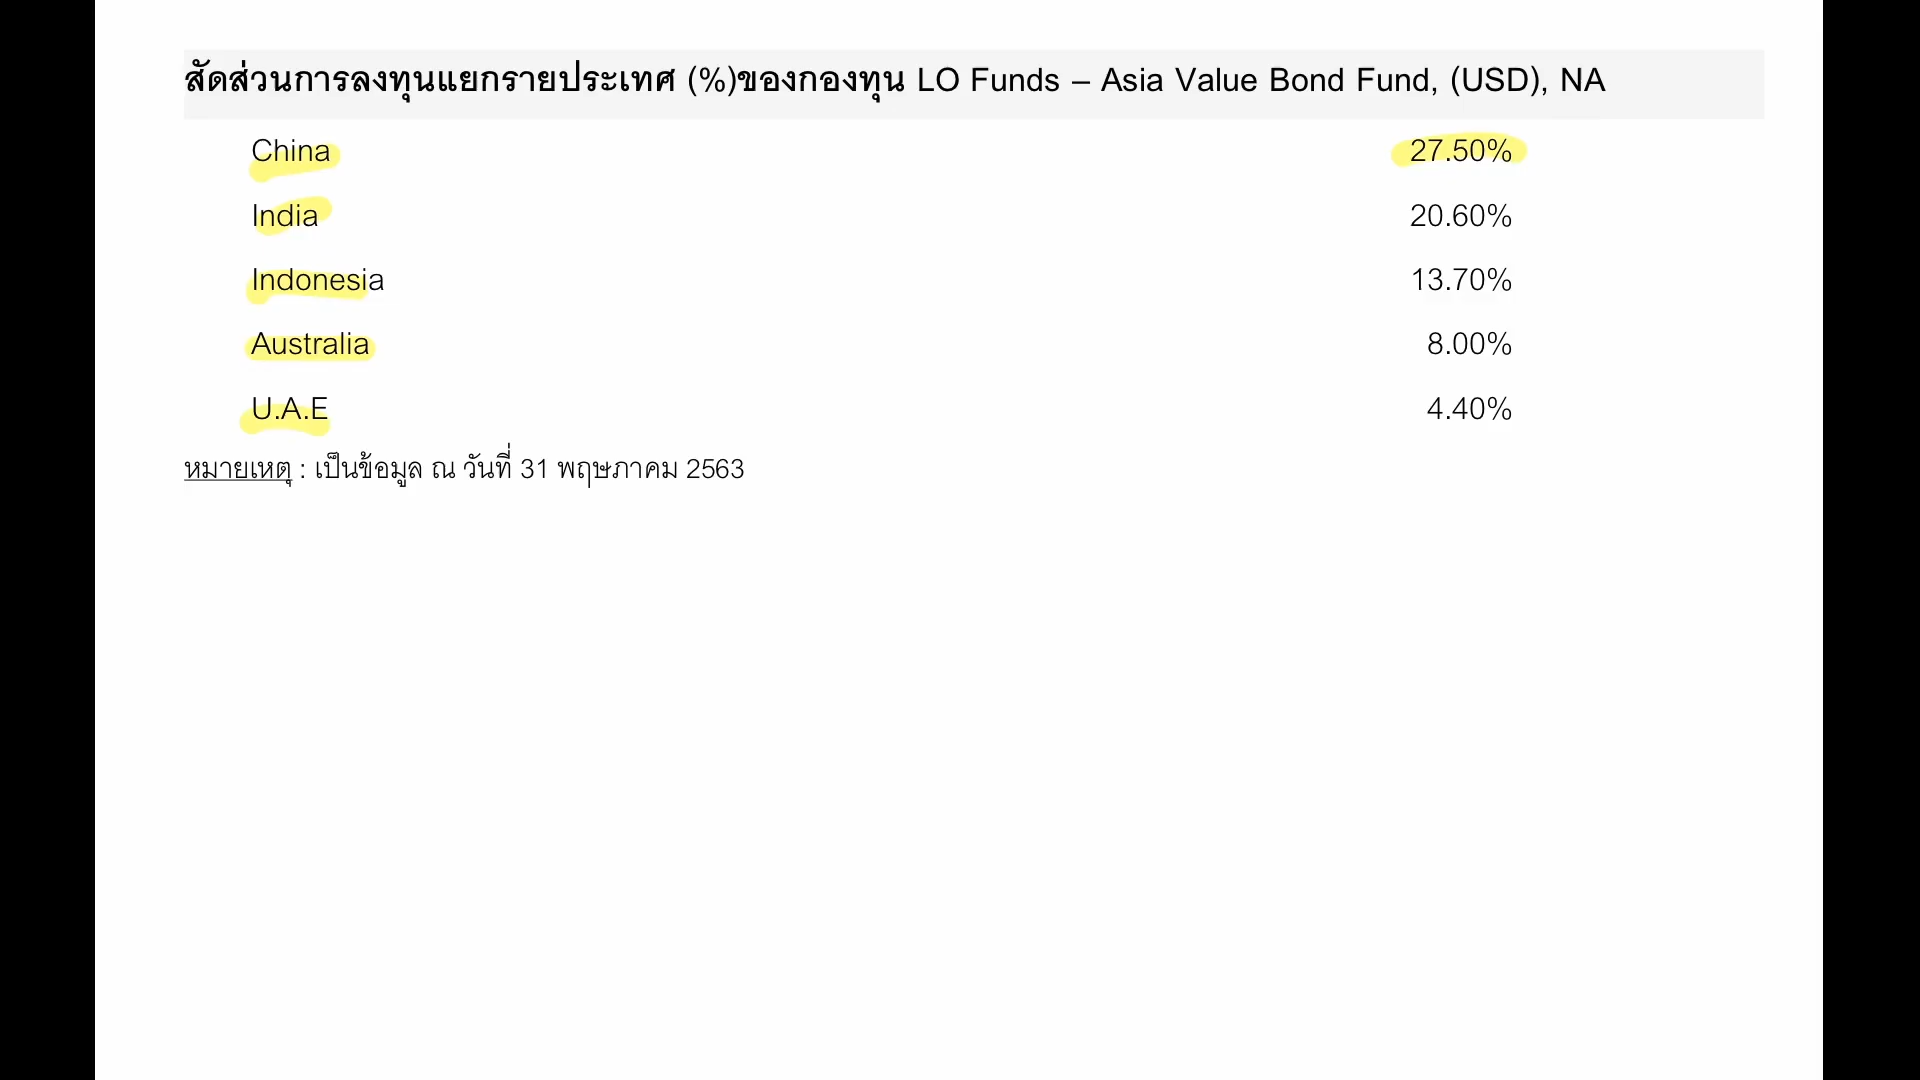 สัดส่วนการลงทุนแยกรายประเทศ (%)ของกองทุน LO Funds – Asia Value Bond Fund, (USD), NA
China 27.50%
India 20.60%
Indonesia 13.70%
Australia 8.00%
U.A.E 4.40%
หมายเหตุ : เป็นข้อมูล ณ วันที่ 31 พฤษภาคม 2563